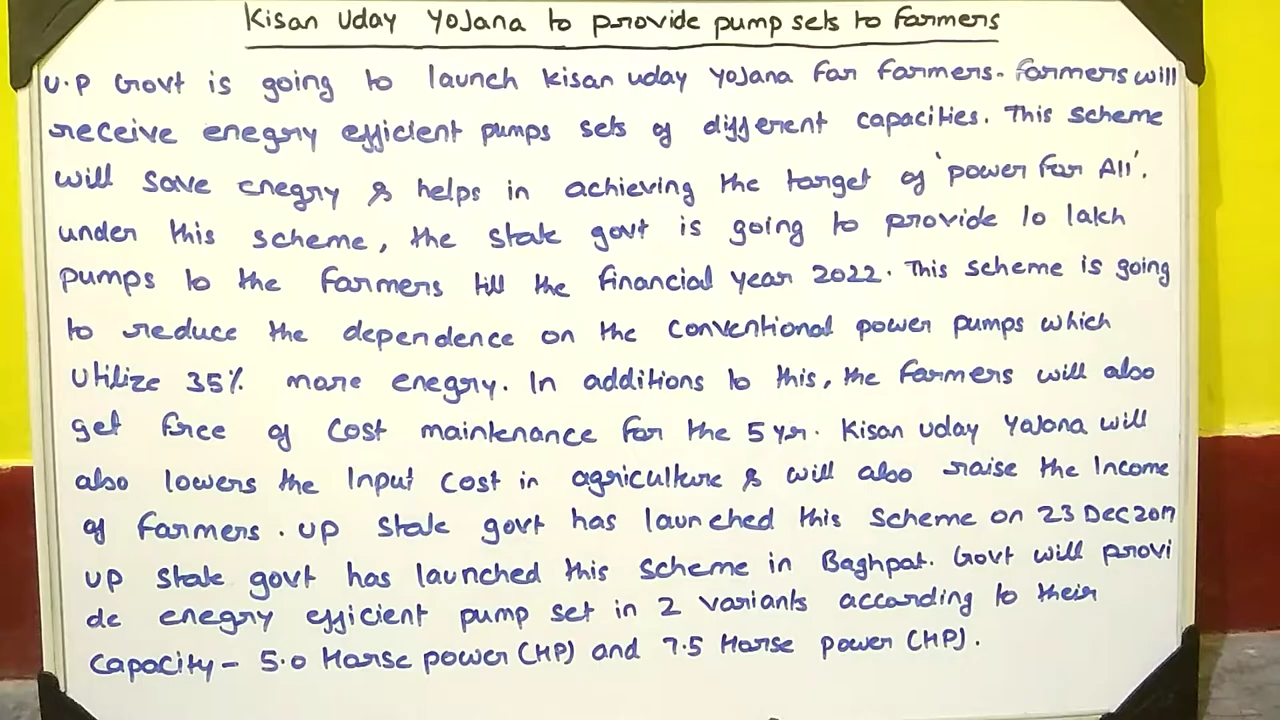 Kisan Uday Yojana to provide pump sets to farmers
U.P Govt is going to launch kisan uday yojana for farmers. farmers will
receive enegry efficient pumps sets of different capacities. This scheme
will save enegry & helps in achieving the target of 'power for All'.
under this scheme, the state govt is going to provide 10 lakh
pumps to the farmers till the financial year 2022. This scheme is going
to reduce the dependence on the conventional power pumps which
utilize 35% more enegry. In additions to this, the farmers will also
get free of cost maintenance for the 5 yr. Kisan uday yojona will
also lowers the Input cost in agriculture & will also raise the Income
of farmers. UP state govt has launched this scheme on 23 Dec 2017
UP state govt has launched this scheme in Baghpat. Govt will provi
de enegry efficient pump set in 2 variants according to their
capacity - 5.0 Horse power (HP) and 7.5 Horse power (HP).